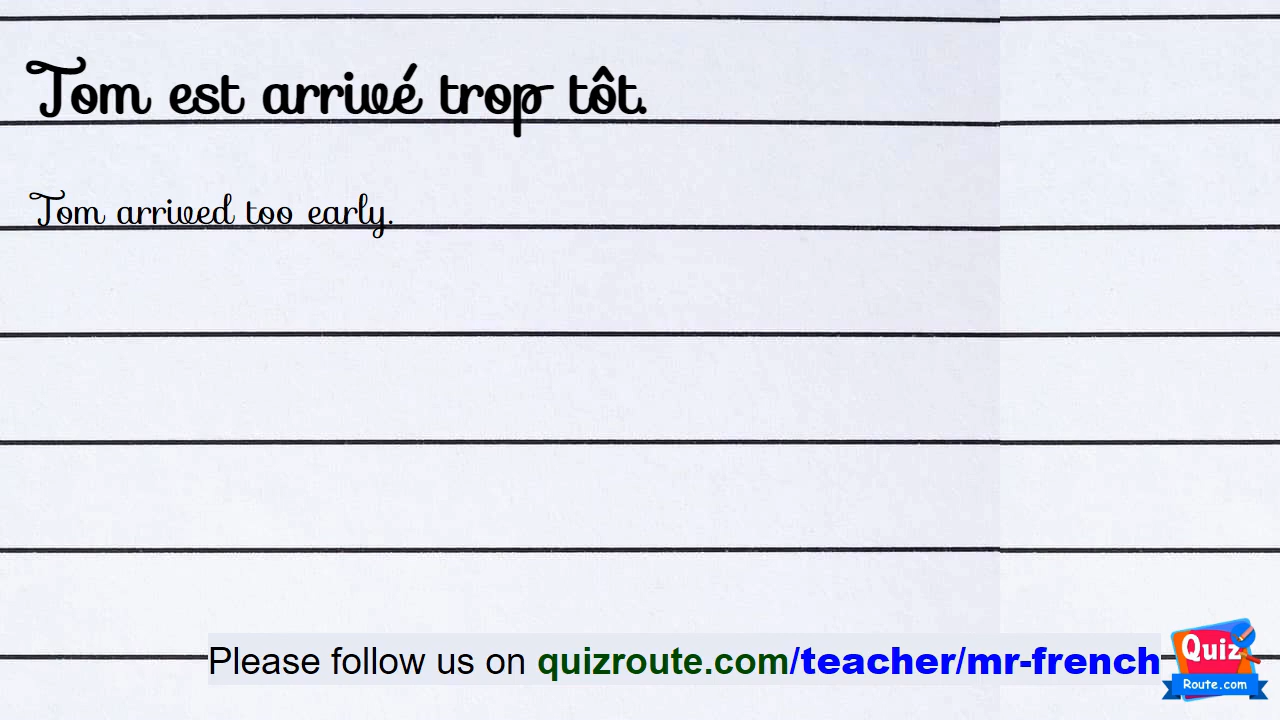 Tom est arrivé trop tôt.
Tom arrived too early.
Please follow us on quizroute.com/teacher/mr-french
Quiz
Route.com